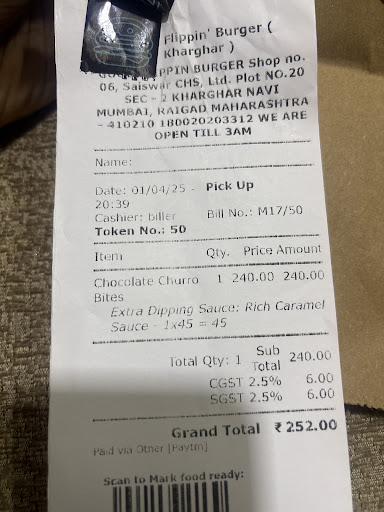 Flippin' Burger (
Kharghar )
PPIN BURGER Shop no.
06, Saiswar CHS, Ltd. Plot NO.20
SEC - 2 KHARGHAR NAVI
MUMBAI, RAIGAD MAHARASHTRA
- 410210 180020203312 WE ARE
OPEN TILL 3AM
Name:
Date: 01/04/25 - Pick Up
20:39
Cashier: biller Bill No.: M17/50
Token No.: 50
Item Qty. Price Amount
Chocolate Churro 1 240.00 240.00
Bites
Extra Dipping Sauce: Rich Caramel
Sauce - 1x45 = 45
Total Qty: 1 Sub Total 240.00
CGST 2.5% 6.00
SGST 2.5% 6.00
Grand Total ₹ 252.00
Paid via Other [Paytm]
Scan to Mark food ready: